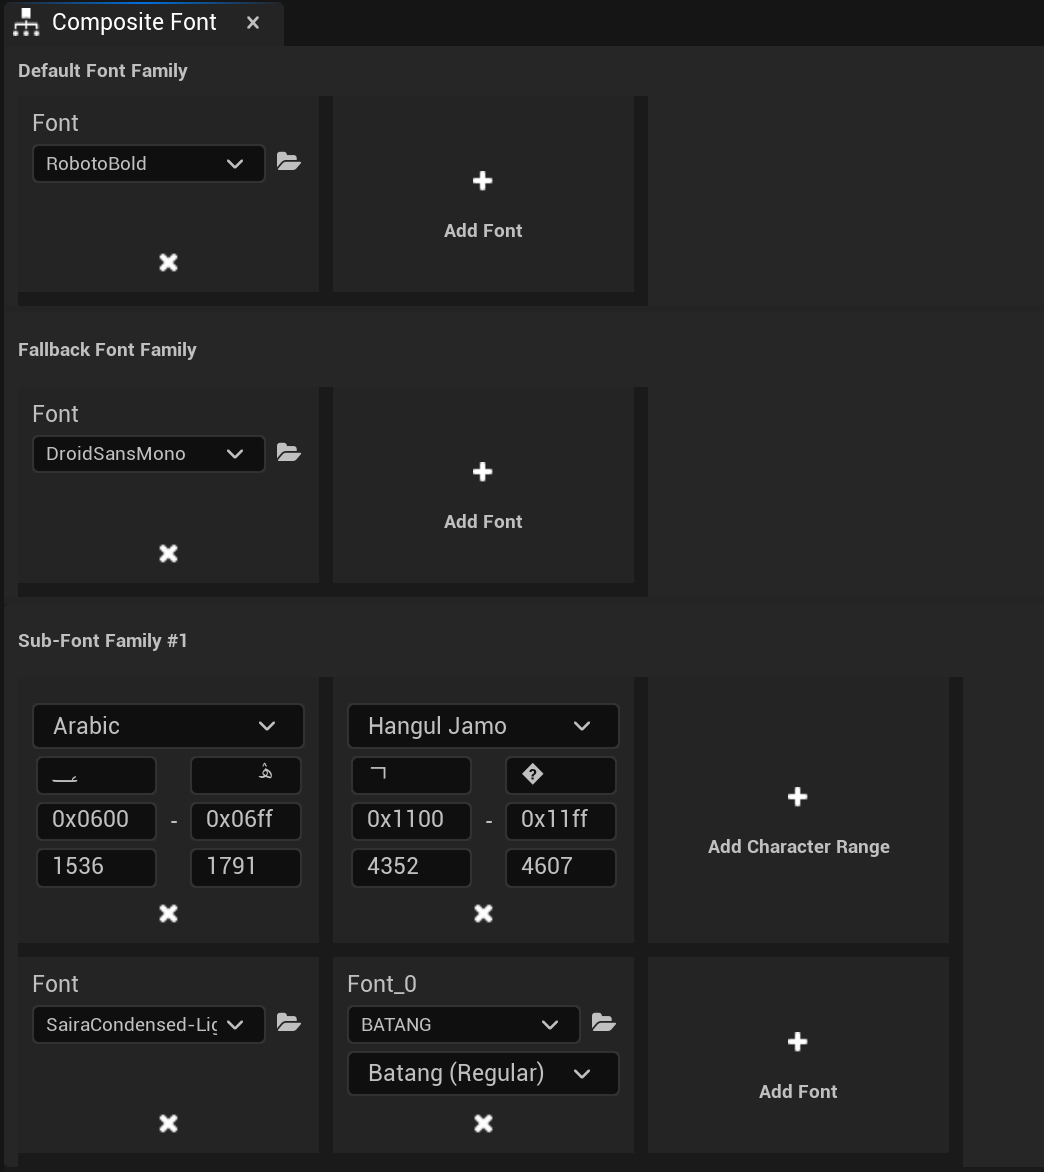 Composite Font
Default Font Family
Font
RobotoBold
Add Font
Fallback Font Family
Font
DroidSansMono
Add Font
Sub-Font Family #1
Arabic
Hangul Jamo
ᄀ
�
0x0600 - 0x06ff
0x1100 - 0x11ff
1536
1791
4352
4607
Add Character Range
Font
SairaCondensed-Lig
Font_0
BATANG
Batang (Regular)
Add Font